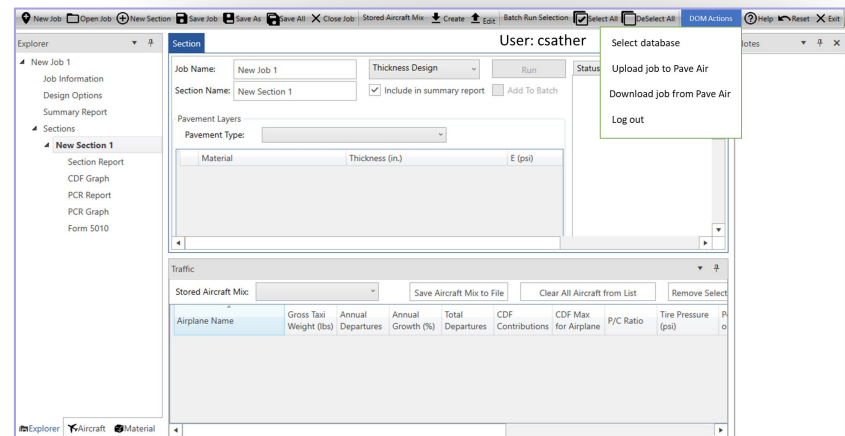 New Job Open Job New Section Save Job Save As Save All Close Job Stored Aircraft Mix Create Edit Batch Run Selection Select All DeSelect All DOM Actions Help Reset Exit
Explorer
New Job 1
Job Information
Design Options
Summary Report
Sections
New Section 1
Section Report
CDF Graph
PCR Report
PCR Graph
Form 5010
Explorer Aircraft Material
Section
User: csather
Job Name: New Job 1 Thickness Design Run Status
Section Name: New Section 1 Include in summary report Add To Batch
Pavement Layers
Pavement Type:
Material Thickness (in.) E (psi)
Select database
Upload job to Pave Air
Download job from Pave Air
Log out
Traffic
Stored Aircraft Mix: Save Aircraft Mix to File Clear All Aircraft from List Remove Select
Airplane Name
Gross Taxi
Weight (lbs)
Annual
Departures
Annual
Growth (%)
Total
Departures
CDF
Contributions
CDF Max
for Airplane
P/C Ratio
Tire Pressure
(psi)